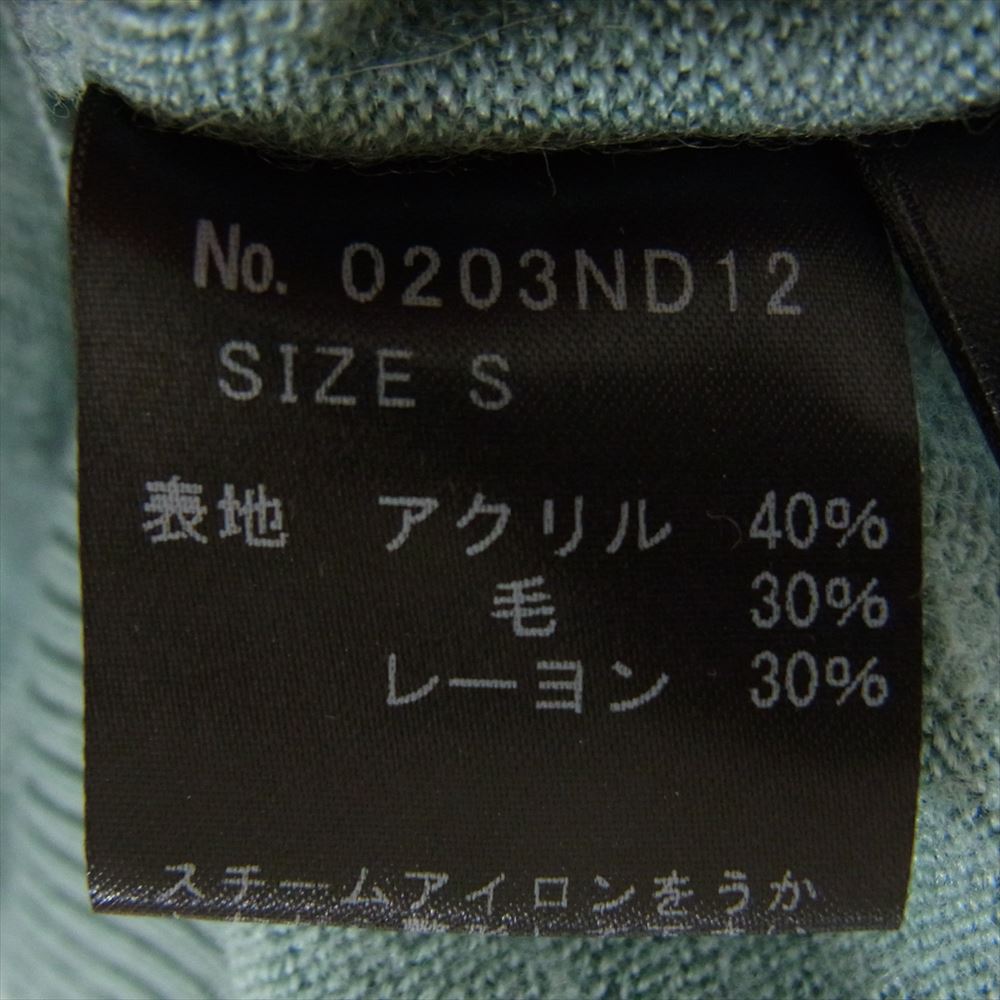 No. 0203ND12
SIZE S
表地 アクリル 40%
毛 30%
レーヨン 30%
スチームアイロンをうか